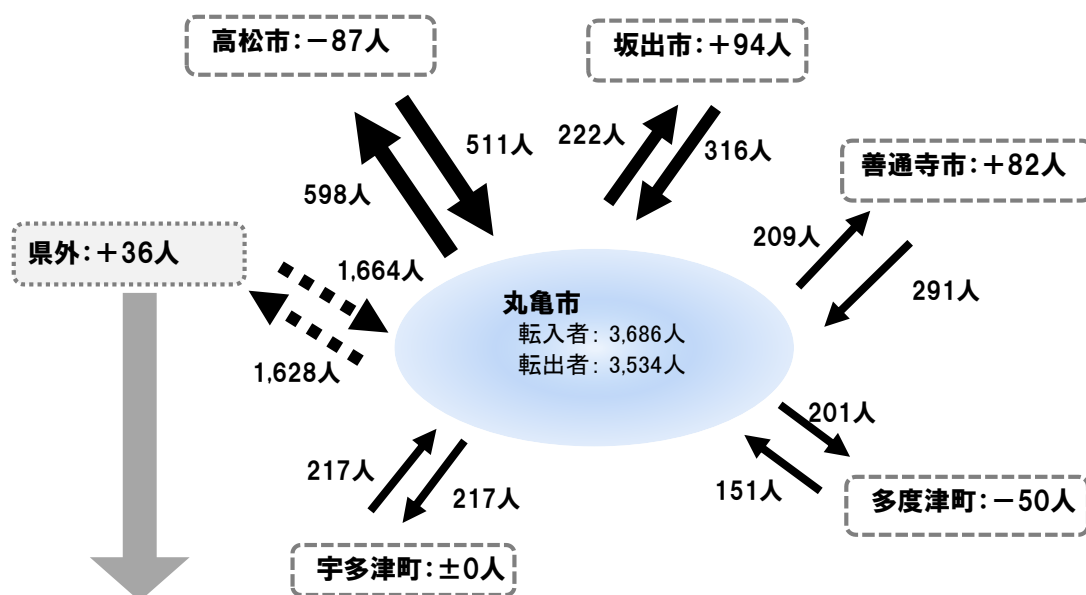 高松市：－87人
坂出市：＋94人
222人
511人
316人
598人
善通寺市：＋82人
209人
県外：＋36人
1,664人
291人
丸亀市
転入者： 3,686人
転出者： 3,534人
1,628人
201人
217人
151人
217人
多度津町：－50人
宇多津町：±0人